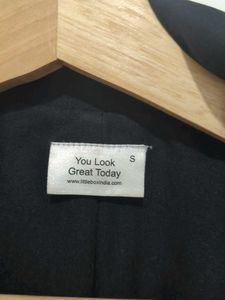 You Look S
Great Today
www.littleboxindia.com